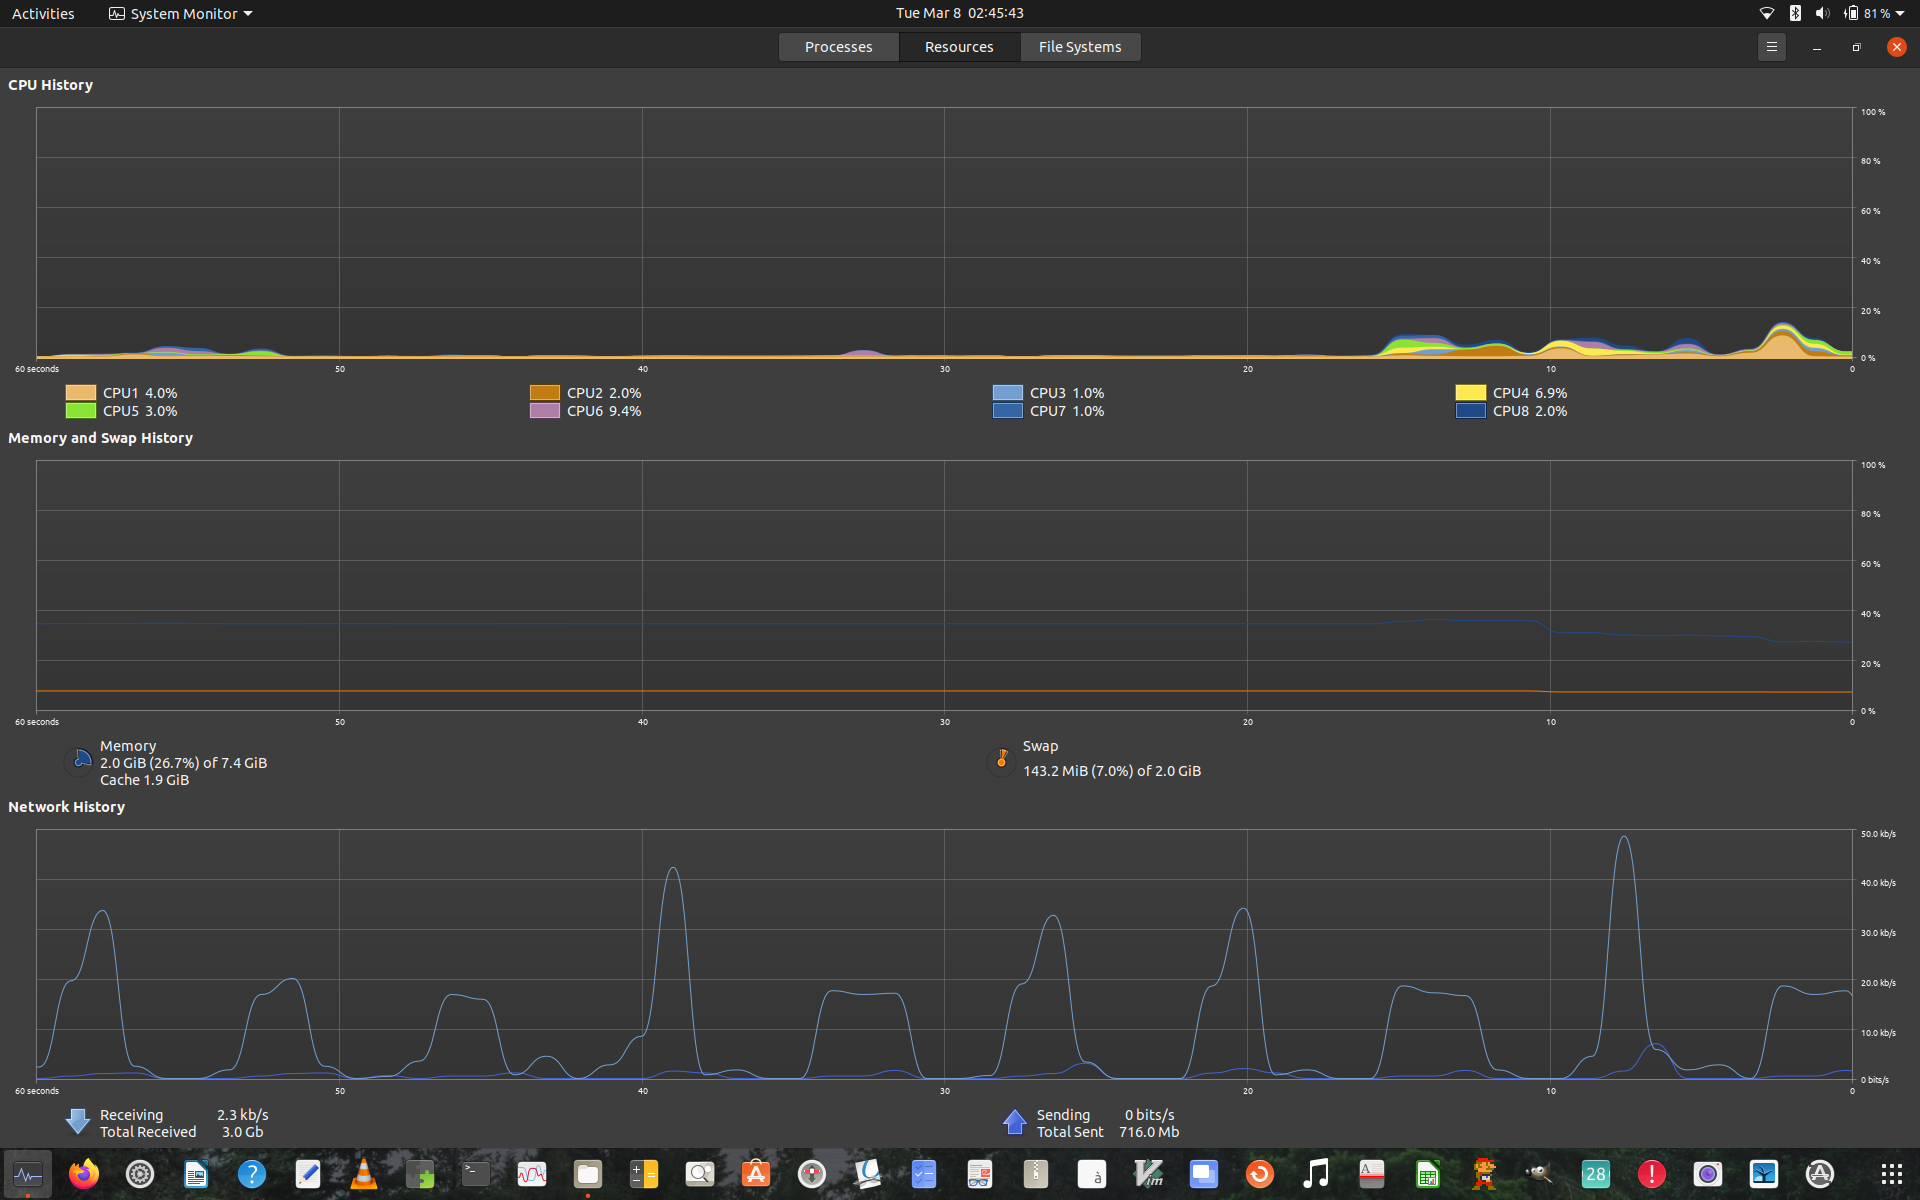 Activities System Monitor Tue Mar 8 02:45:43 81 %
Processes Resources File Systems
CPU History
100 %
80 %
60 %
40 %
20 %
0 %
60 seconds 50 40 30 20 10 0
CPU1 4.0% CPU2 2.0% CPU3 1.0% CPU4 6.9%
CPU5 3.0% CPU6 9.4% CPU7 1.0% CPU8 2.0%
Memory and Swap History
100 %
80 %
60 %
40 %
20 %
0 %
60 seconds 50 40 30 20 10 0
Memory
2.0 GiB (26.7%) of 7.4 GiB
Cache 1.9 GiB
Swap
143.2 MiB (7.0%) of 2.0 GiB
Network History
50.0 kb/s
40.0 kb/s
30.0 kb/s
20.0 kb/s
10.0 kb/s
0 bits/s
60 seconds 50 40 30 20 10 0
Receiving 2.3 kb/s
Total Received 3.0 Gb
Sending 0 bits/s
Total Sent 716.0 Mb
? >_ à Vim A 28 !